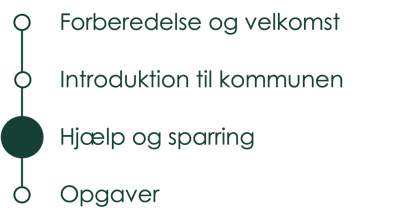 Forberedelse og velkomst
Introduktion til kommunen
Hjælp og sparring
Opgaver